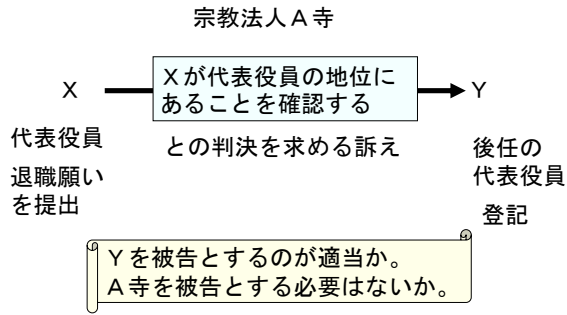 宗教法人Ａ寺
Ｘ
Ｘが代表役員の地位に
あることを確認する
Ｙ
代表役員
退職願い
を提出
との判決を求める訴え
後任の
代表役員
登記
Ｙを被告とするのが適当か。
Ａ寺を被告とする必要はないか。